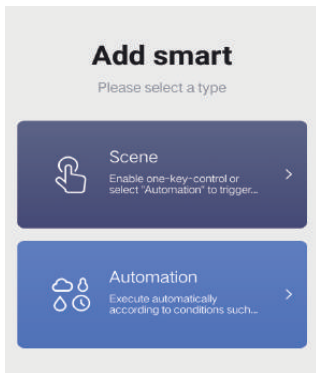 Add smart
Please select a type
Scene
Enable one-key-control or
select "Automation" to trigger...
Automation
Execute automatically
according to conditions such...